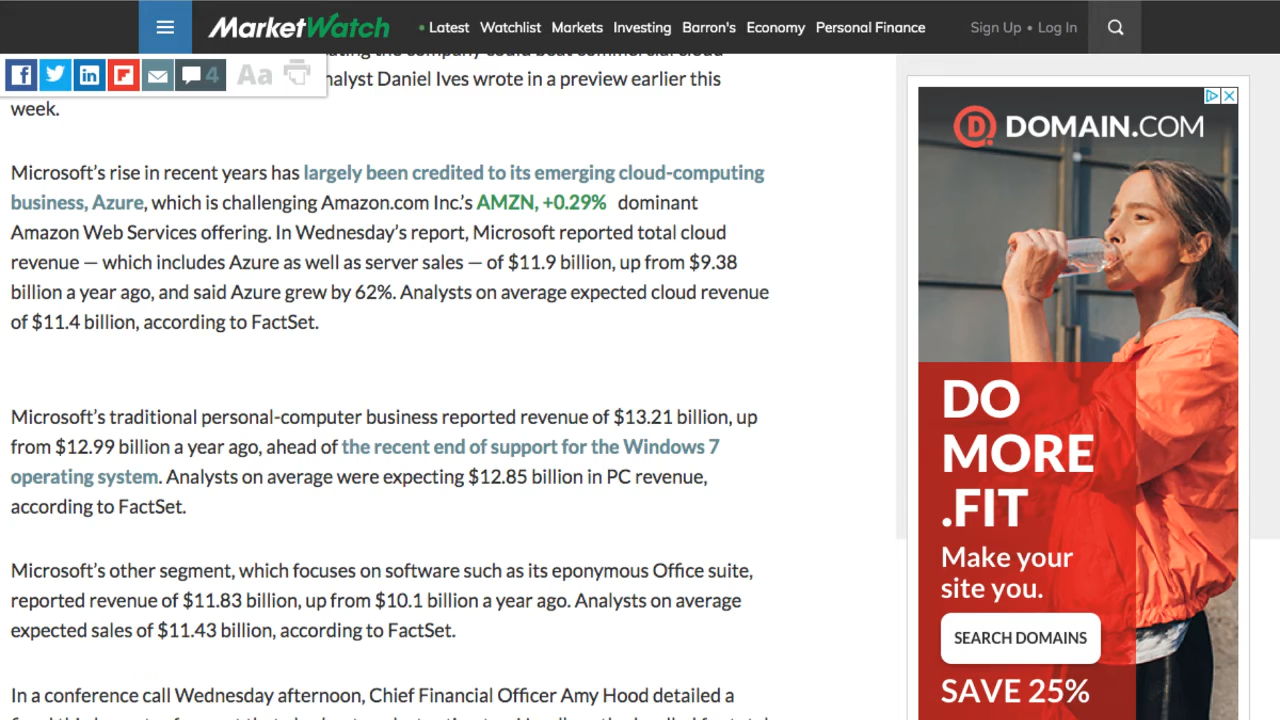 MarketWatch
• Latest Watchlist Markets Investing Barron's Economy Personal Finance
Sign Up • Log In
4 Aa
nalyst Daniel Ives wrote in a preview earlier this
week.
Microsoft's rise in recent years has largely been credited to its emerging cloud-computing
business, Azure, which is challenging Amazon.com Inc.'s AMZN, +0.29% dominant
Amazon Web Services offering. In Wednesday's report, Microsoft reported total cloud
revenue — which includes Azure as well as server sales — of $11.9 billion, up from $9.38
billion a year ago, and said Azure grew by 62%. Analysts on average expected cloud revenue
of $11.4 billion, according to FactSet.
Microsoft's traditional personal-computer business reported revenue of $13.21 billion, up
from $12.99 billion a year ago, ahead of the recent end of support for the Windows 7
operating system. Analysts on average were expecting $12.85 billion in PC revenue,
according to FactSet.
Microsoft's other segment, which focuses on software such as its eponymous Office suite,
reported revenue of $11.83 billion, up from $10.1 billion a year ago. Analysts on average
expected sales of $11.43 billion, according to FactSet.
In a conference call Wednesday afternoon, Chief Financial Officer Amy Hood detailed a
DOMAIN.COM
DO
MORE
.FIT
Make your
site you.
SEARCH DOMAINS
SAVE 25%